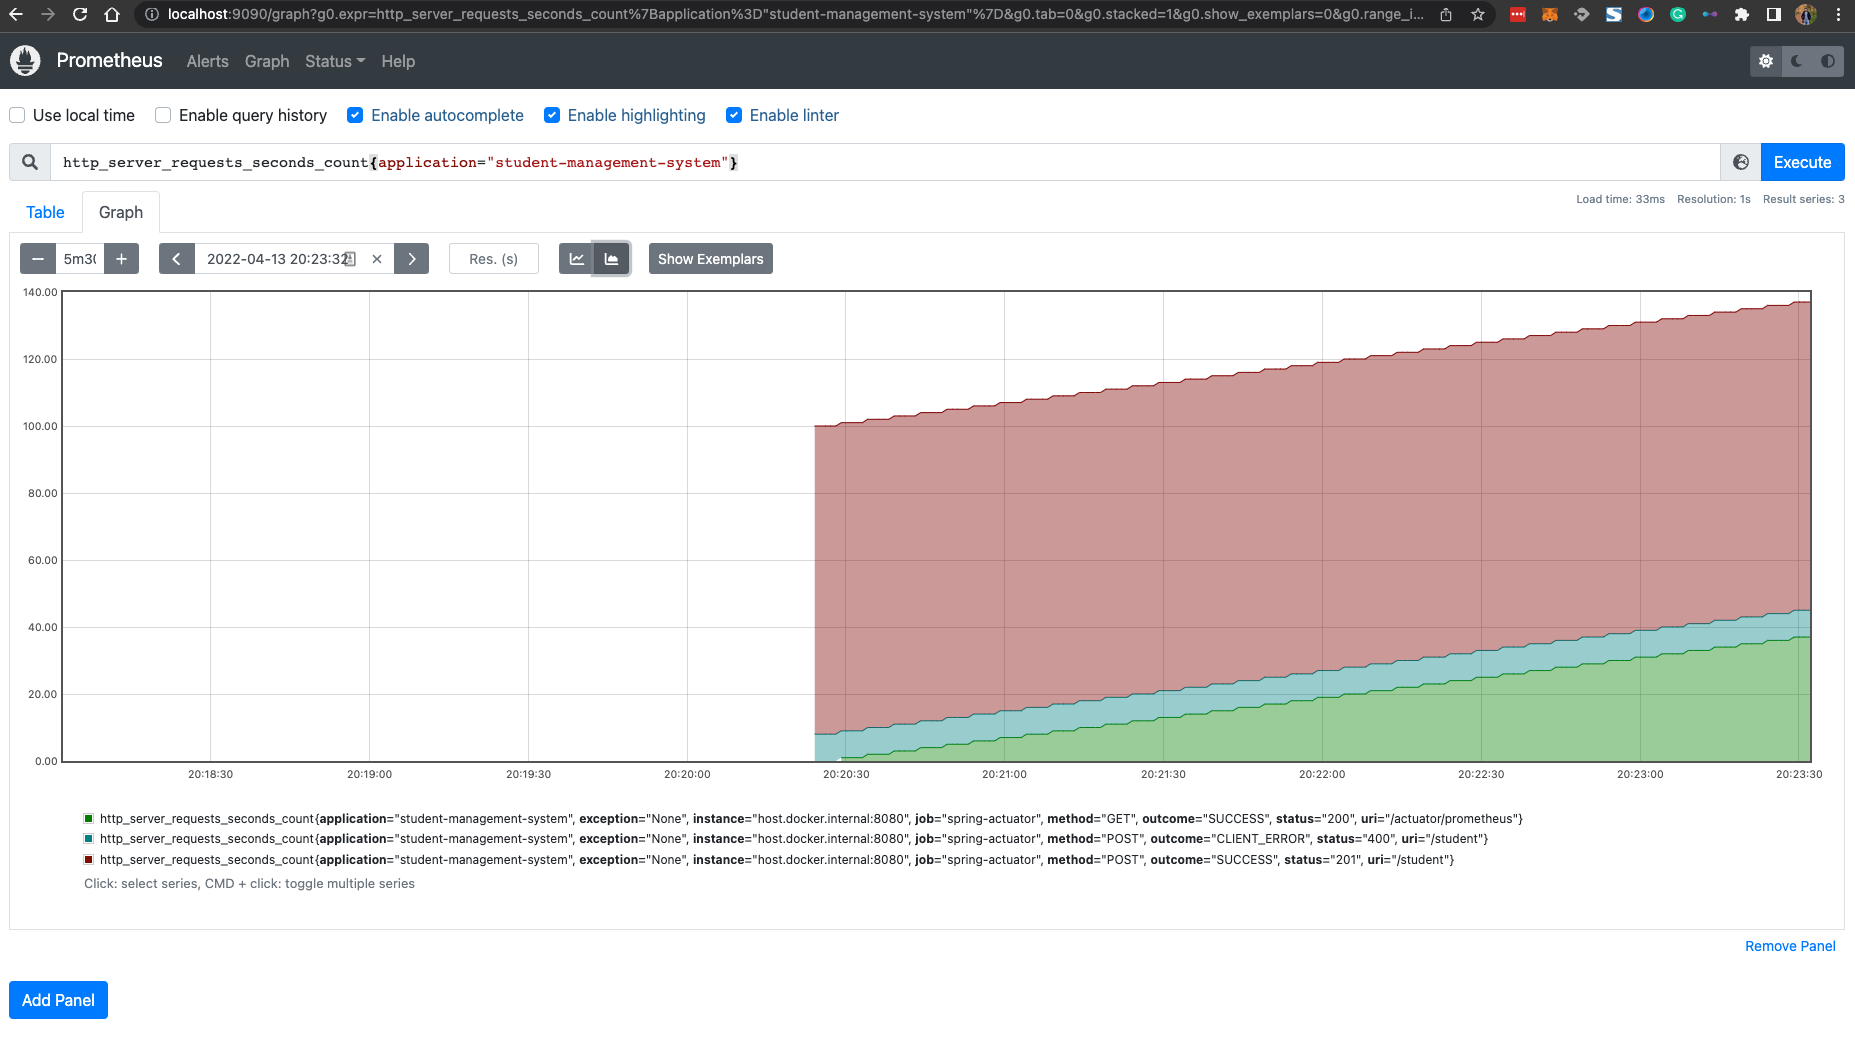 localhost:9090/graph?g0.expr=http_server_requests_seconds_count%7Bapplication%3D"student-management-system"%7D&g0.tab=0&g0.stacked=1&g0.show_exemplars=0&g0.range_i...
Prometheus Alerts Graph Status Help
Use local time Enable query history Enable autocomplete Enable highlighting Enable linter
http_server_requests_seconds_count{application="student-management-system"} Execute
Load time: 33ms Resolution: 1s Result series: 3
Table Graph
− 5m30 + 2022-04-13 20:23:32 × Res. (s) Show Exemplars
140.00
120.00
100.00
80.00
60.00
40.00
20.00
0.00
20:18:30 20:19:00 20:19:30 20:20:00 20:20:30 20:21:00 20:21:30 20:22:00 20:22:30 20:23:00 20:23:30
http_server_requests_seconds_count{application="student-management-system", exception="None", instance="host.docker.internal:8080", job="spring-actuator", method="GET", outcome="SUCCESS", status="200", uri="/actuator/prometheus"}
http_server_requests_seconds_count{application="student-management-system", exception="None", instance="host.docker.internal:8080", job="spring-actuator", method="POST", outcome="CLIENT_ERROR", status="400", uri="/student"}
http_server_requests_seconds_count{application="student-management-system", exception="None", instance="host.docker.internal:8080", job="spring-actuator", method="POST", outcome="SUCCESS", status="201", uri="/student"}
Click: select series, CMD + click: toggle multiple series
Remove Panel
Add Panel